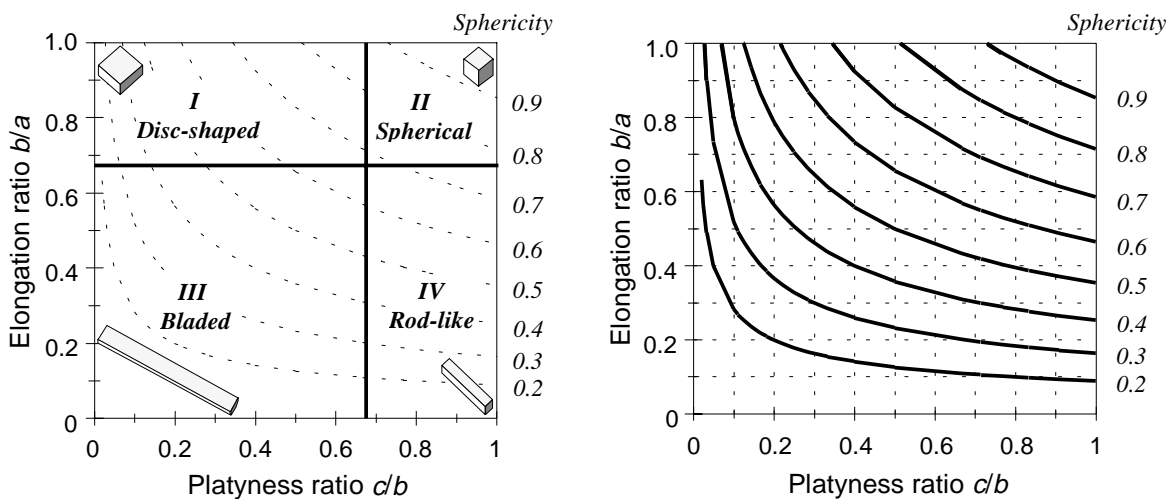 Sphericity
1.0
0.8
0.6
0.4
0.2
0
Elongation ratio b/a
I
Disc-shaped
II
Spherical
III
Bladed
IV
Rod-like
0.9
0.8
0.7
0.6
0.5
0.4
0.3
0.2
0
0.2
0.4
0.6
0.8
1
Platyness ratio c/b
Sphericity
1.0
0.8
0.6
0.4
0.2
0
Elongation ratio b/a
0.9
0.8
0.7
0.6
0.5
0.4
0.3
0.2
0
0.2
0.4
0.6
0.8
1
Platyness ratio c/b